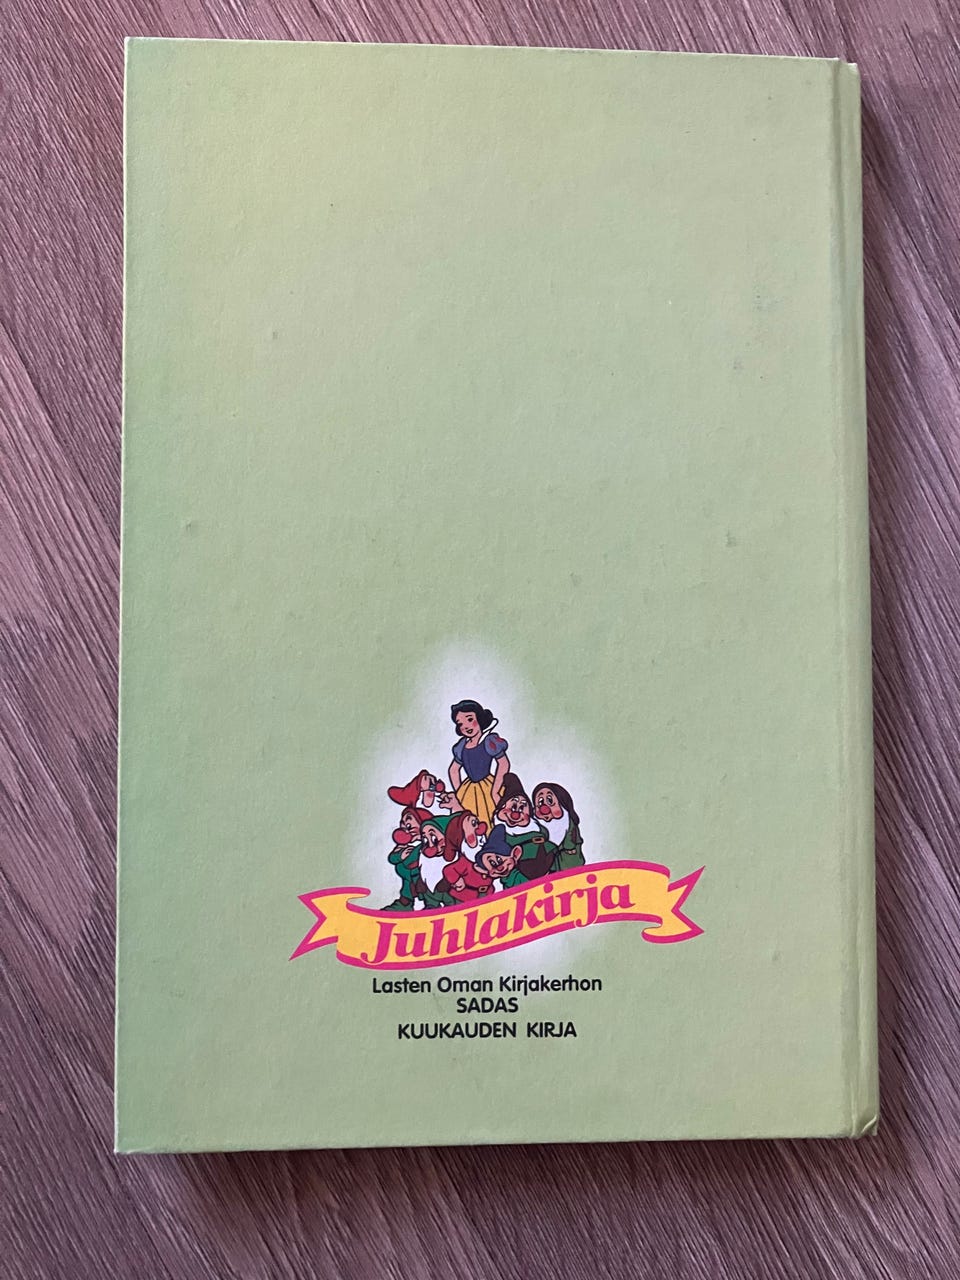 Juhlakirja
Lasten Oman Kirjakerhon
SADAS
KUUKAUDEN KIRJA